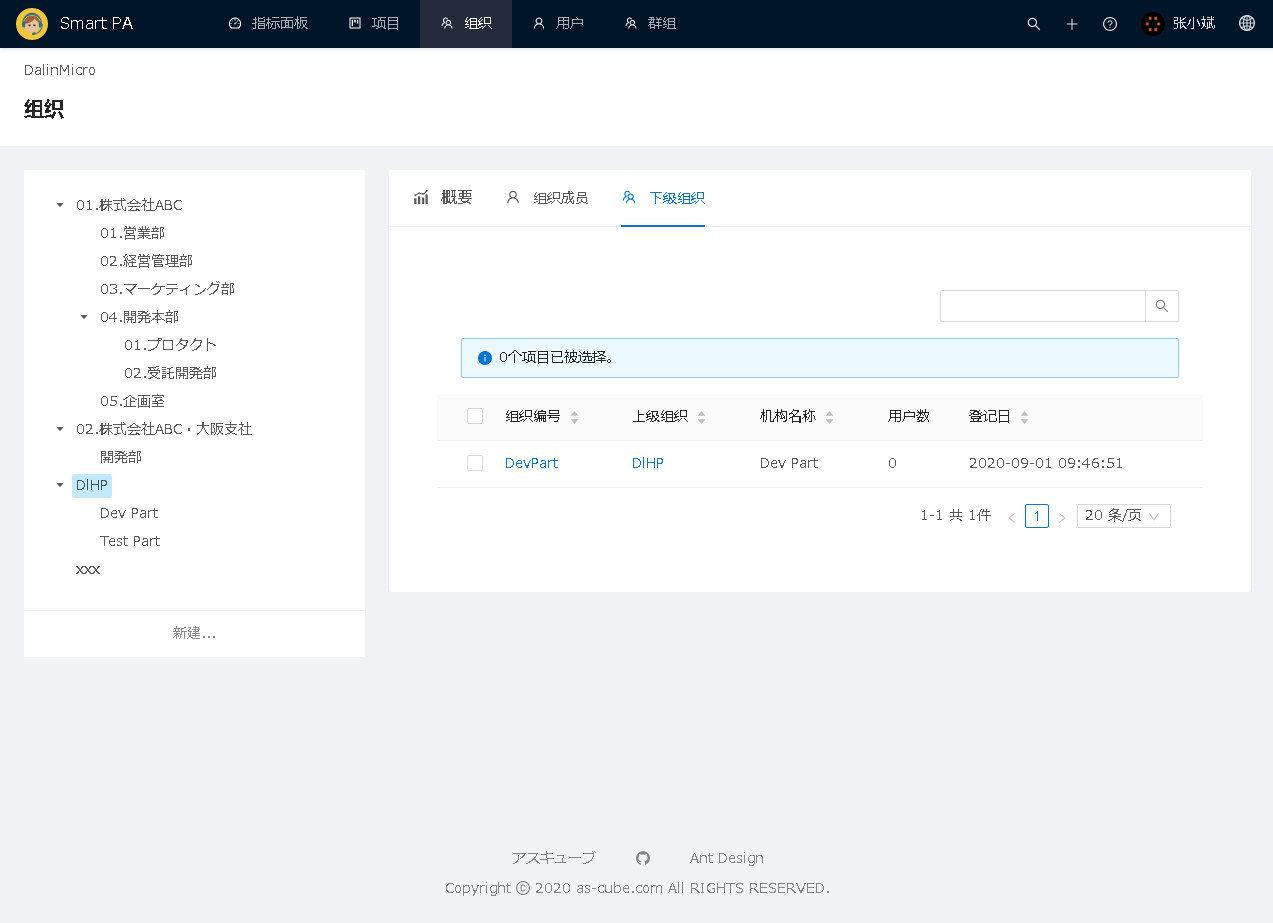 Smart PA 指标面板 项目 组织 用户 群组 张小斌
DalinMicro
组织
01.株式会社ABC
01.営業部
02.経営管理部
03.マーケティング部
04.開発本部
01.プロタクト
02.受託開発部
05.企画室
02.株式会社ABC・大阪支社
開発部
DIHP
Dev Part
Test Part
xxx
新建...
概要 组织成员 下级组织
0个项目已被选择。
组织编号 上级组织 机构名称 用户数 登记日
DevPart DIHP Dev Part 0 2020-09-01 09:46:51
1-1 共 1件 < 1 > 20 条/页
アスキューブ Ant Design
Copyright © 2020 as-cube.com All RIGHTS RESERVED.